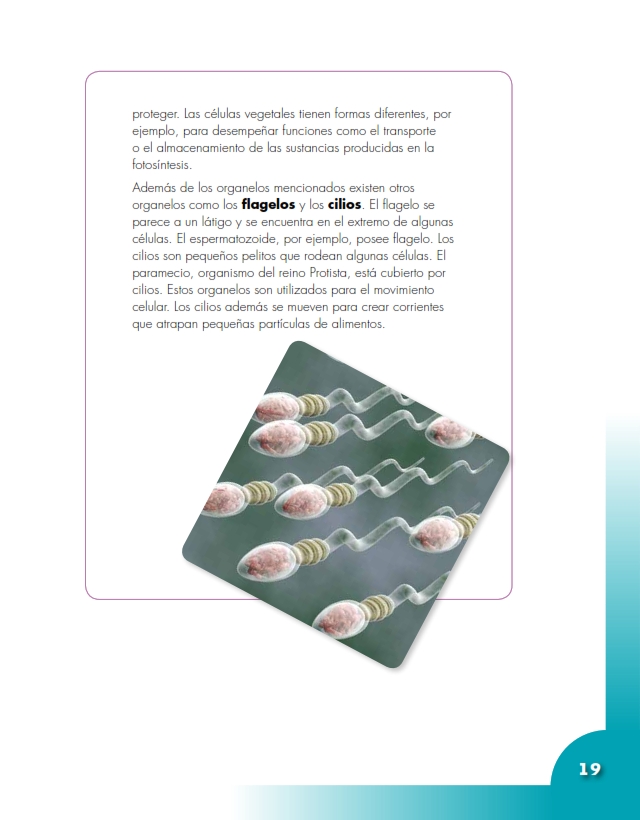 proteger. Las células vegetales tienen formas diferentes, por
ejemplo, para desempeñar funciones como el transporte
o el almacenamiento de las sustancias producidas en la
fotosíntesis.
Además de los organelos mencionados existen otros
organelos como los flagelos y los cilios. El flagelo se
parece a un látigo y se encuentra en el extremo de algunas
células. El espermatozoide, por ejemplo, posee flagelo. Los
cilios son pequeños pelitos que rodean algunas células. El
paramecio, organismo del reino Protista, está cubierto por
cilios. Estos organelos son utilizados para el movimiento
celular. Los cilios además se mueven para crear corrientes
que atrapan pequeñas partículas de alimentos.
19